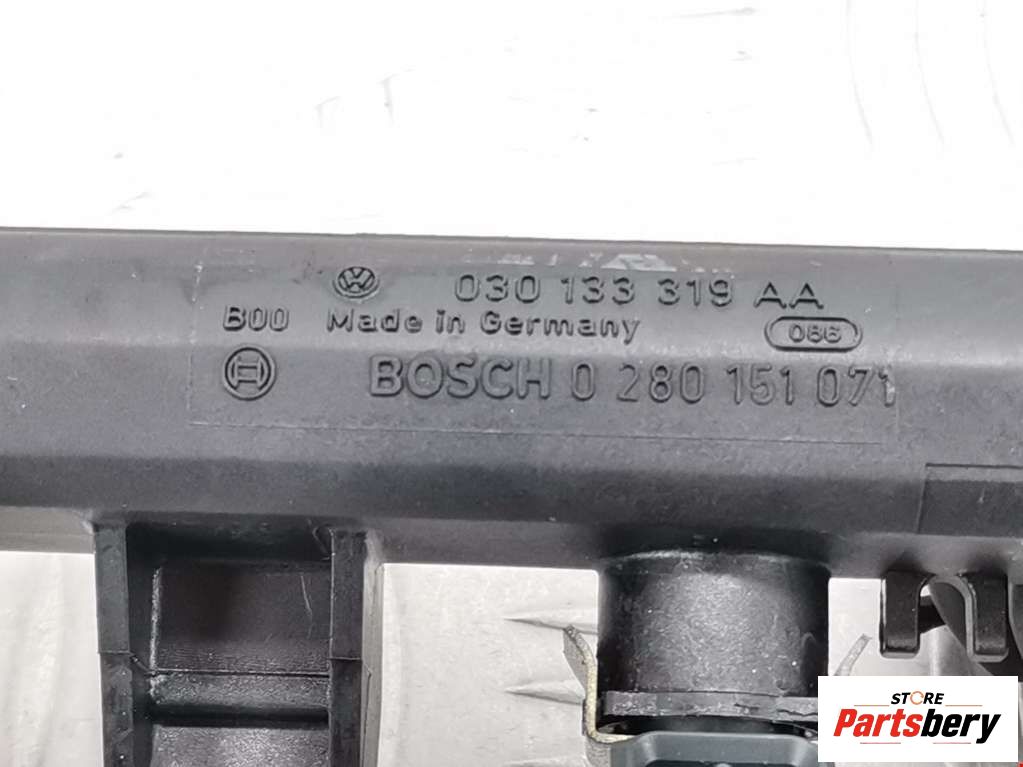 030 133 319 AA
B00 Made in Germany 086
BOSCH 0 280 151 071
STORE
Partsbery